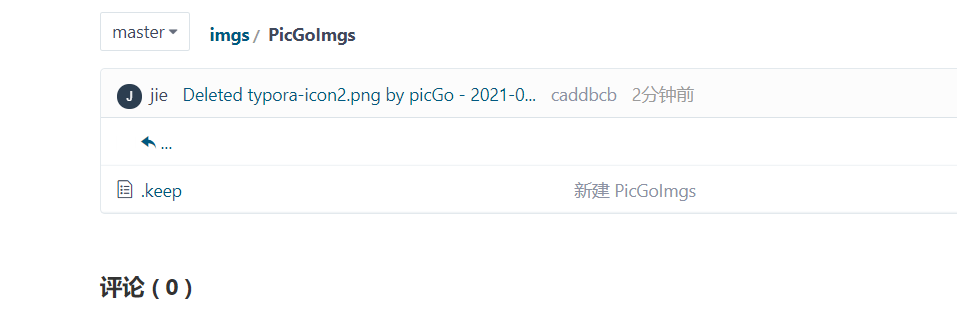 master imgs / PicGoImgs
J jie Deleted typora-icon2.png by picGo - 2021-0... caddbcb 2分钟前
...
.keep 新建 PicGoImgs
评论 ( 0 )